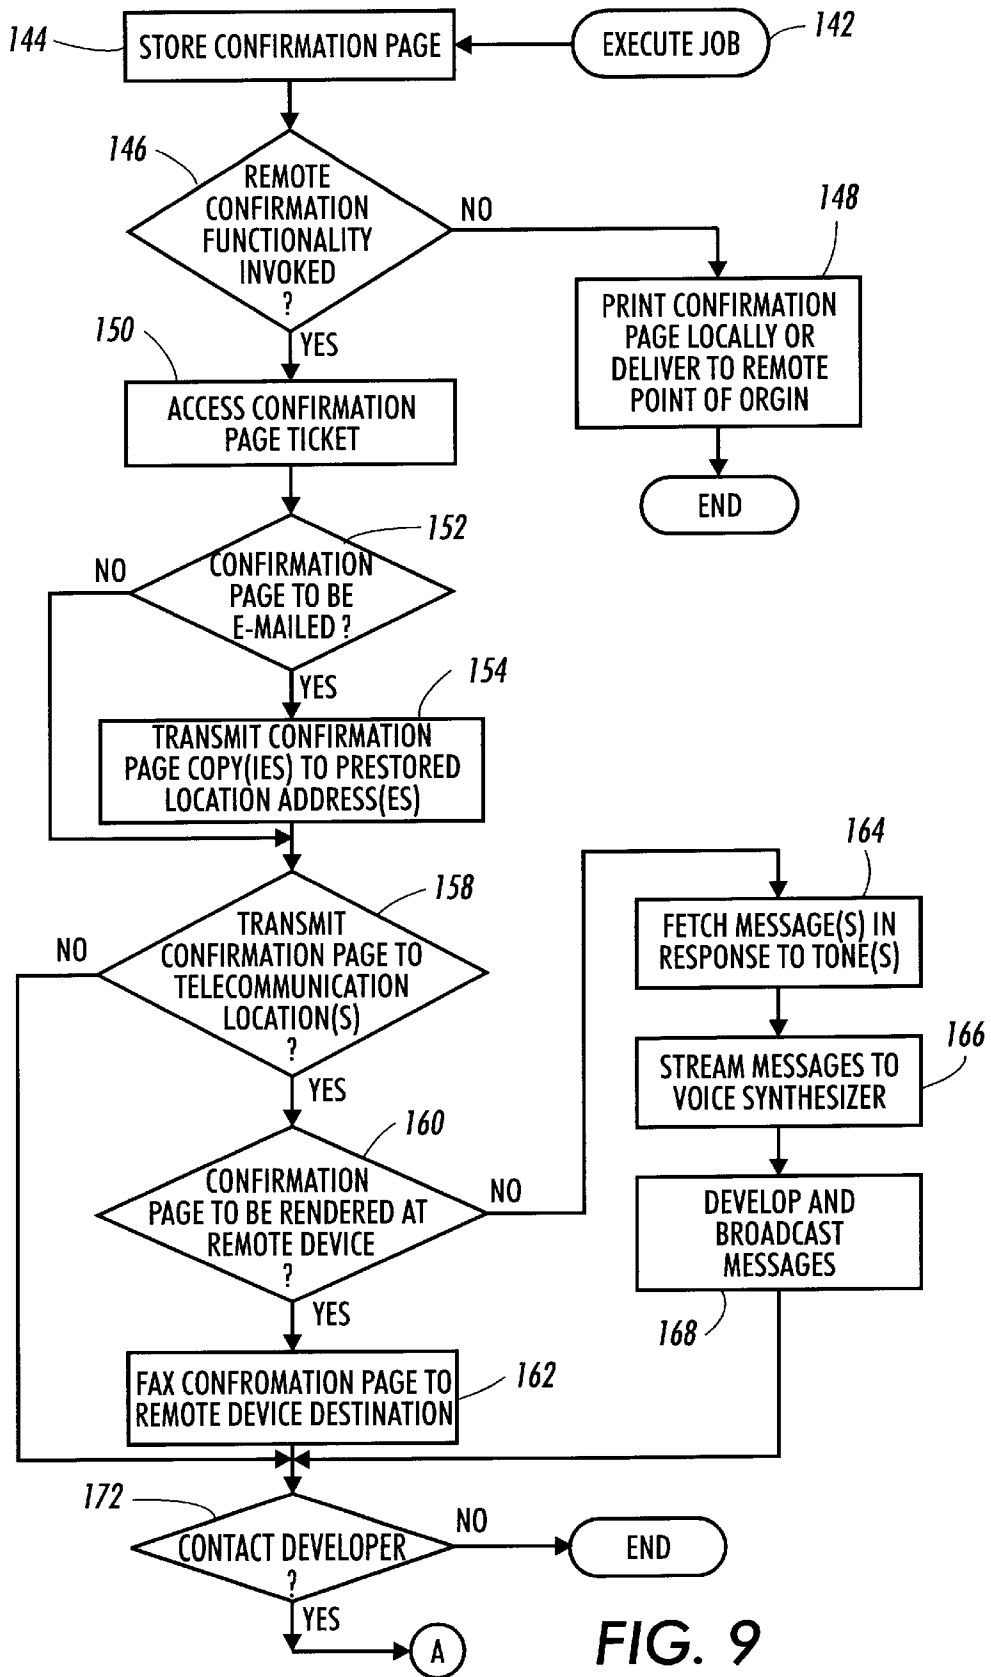 144
STORE CONFIRMATION PAGE
EXECUTE JOB
142
146
REMOTE
CONFIRMATION
FUNCTIONALITY
INVOKED
?
NO
148
PRINT CONFIRMATION
PAGE LOCALLY OR
DELIVER TO REMOTE
POINT OF ORGIN
END
YES
150
ACCESS CONFIRMATION
PAGE TICKET
152
NO
CONFIRMATION
PAGE TO BE
E-MAILED ?
YES
154
TRANSMIT CONFIRMATION
PAGE COPY(IES) TO PRESTORED
LOCATION ADDRESS(ES)
158
NO
TRANSMIT
CONFIRMATION PAGE TO
TELECOMMUNICATION
LOCATION(S)
?
YES
160
CONFIRMATION
PAGE TO BE RENDERED AT
REMOTE DEVICE
?
NO
164
FETCH MESSAGE(S) IN
RESPONSE TO TONE(S)
166
STREAM MESSAGES TO
VOICE SYNTHESIZER
DEVELOP AND
BROADCAST
MESSAGES
168
YES
FAX CONFROMATION PAGE TO
REMOTE DEVICE DESTINATION
162
172
CONTACT DEVELOPER
?
NO
END
YES
A
FIG. 9